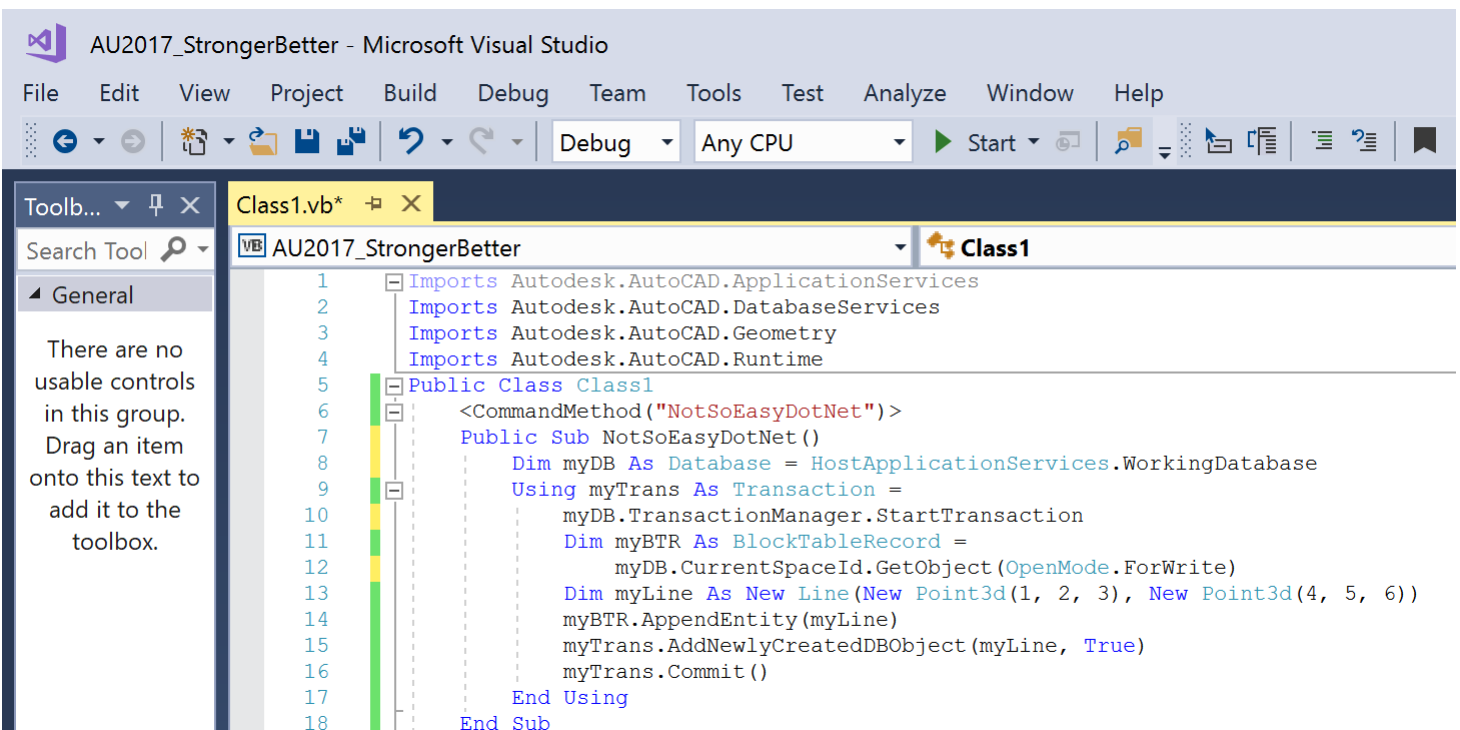 AU2017_StrongerBetter - Microsoft Visual Studio
File Edit View Project Build Debug Team Tools Test Analyze Window Help
Debug Any CPU Start
Toolb... Class1.vb*
Search Tool VB AU2017_StrongerBetter Class1
General
There are no
usable controls
in this group.
Drag an item
onto this text to
add it to the
toolbox.
1 Imports Autodesk.AutoCAD.ApplicationServices
2 Imports Autodesk.AutoCAD.DatabaseServices
3 Imports Autodesk.AutoCAD.Geometry
4 Imports Autodesk.AutoCAD.Runtime
5 Public Class Class1
6 <CommandMethod("NotSoEasyDotNet")>
7 Public Sub NotSoEasyDotNet()
8 Dim myDB As Database = HostApplicationServices.WorkingDatabase
9 Using myTrans As Transaction =
10 myDB.TransactionManager.StartTransaction
11 Dim myBTR As BlockTableRecord =
12 myDB.CurrentSpaceId.GetObject(OpenMode.ForWrite)
13 Dim myLine As New Line(New Point3d(1, 2, 3), New Point3d(4, 5, 6))
14 myBTR.AppendEntity(myLine)
15 myTrans.AddNewlyCreatedDBObject(myLine, True)
16 myTrans.Commit()
17 End Using
18 End Sub